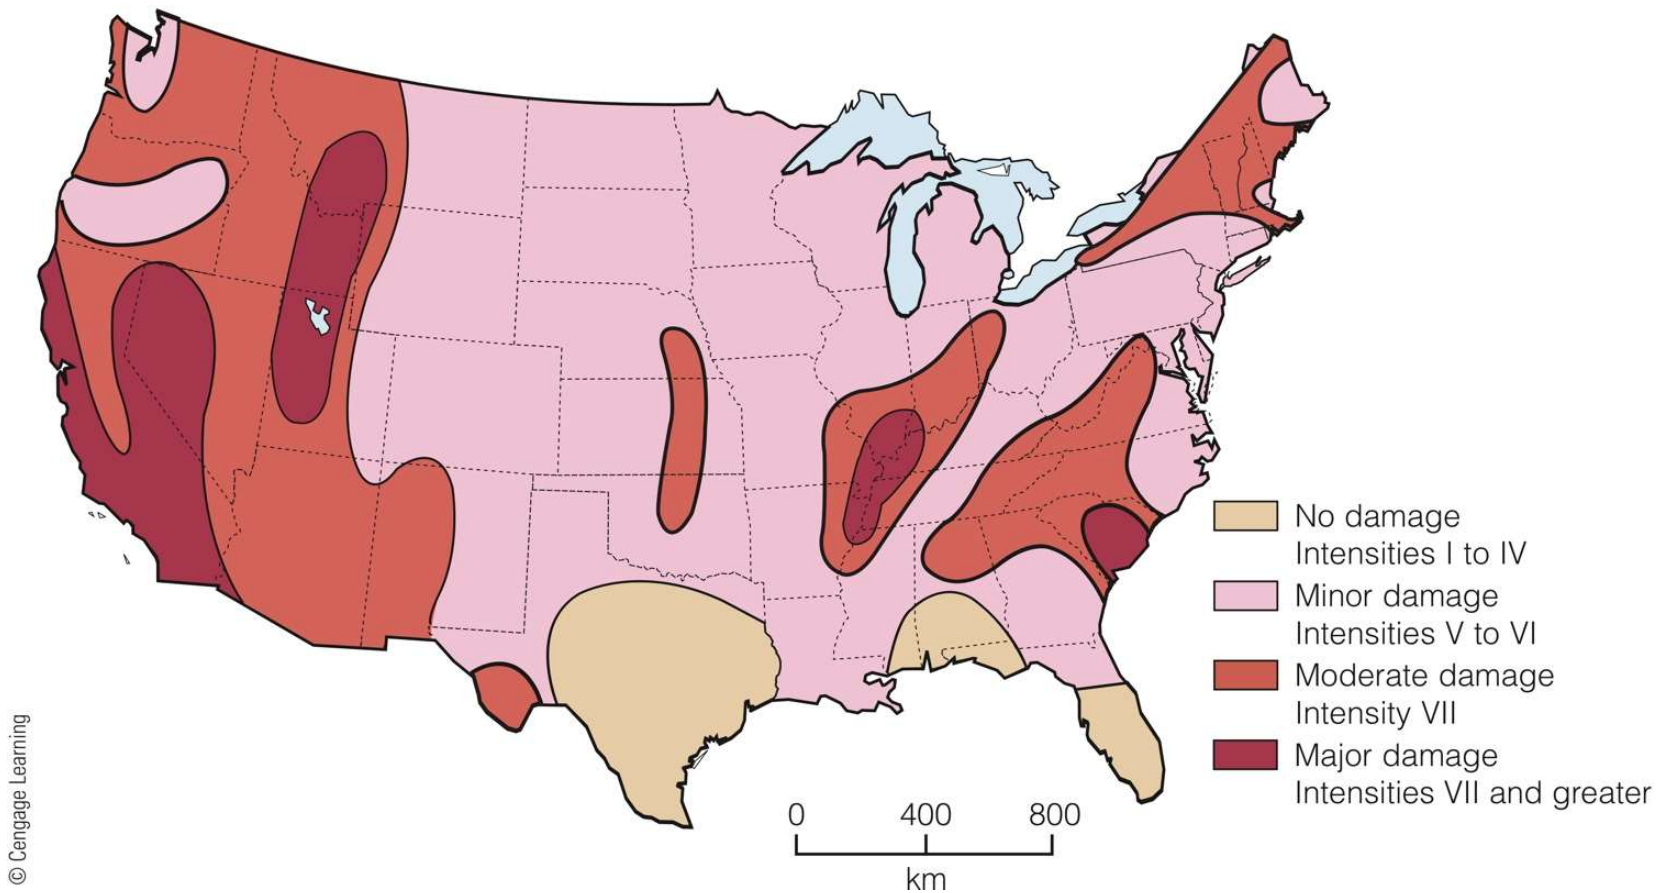 No damage
Intensities I to IV
Minor damage
Intensities V to VI
Moderate damage
Intensity VII
Major damage
Intensities VII and greater
0 400 800
km
© Cengage Learning